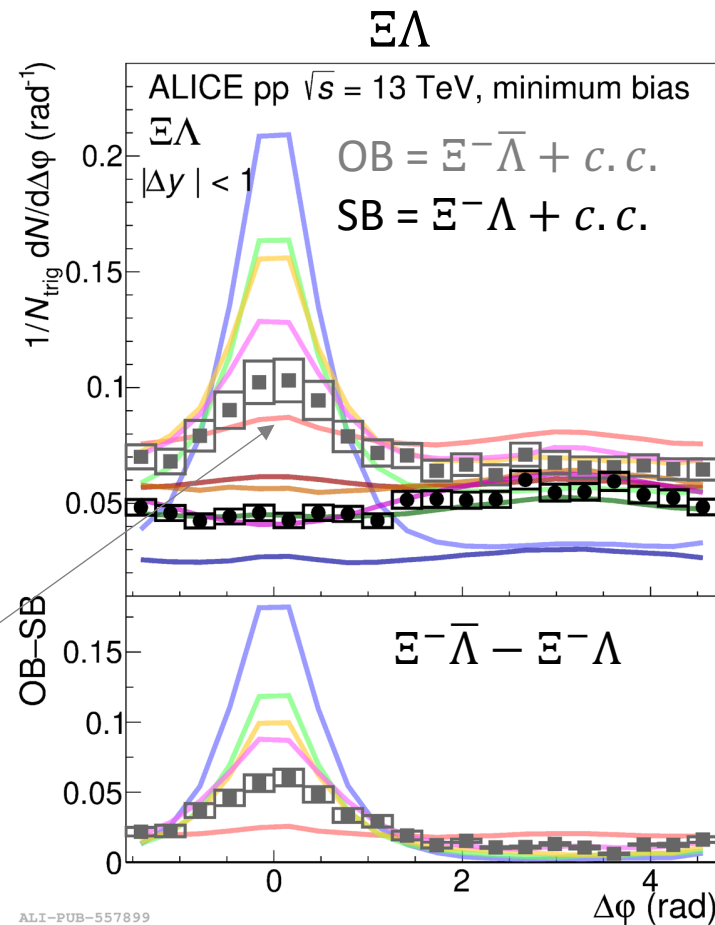 ΞΛ
ALICE pp √s = 13 TeV, minimum bias
ΞΛ
|Δy | < 1
OB = Ξ⁻Λ̅ + c. c.
SB = Ξ⁻Λ + c. c.
1/N_trig dN/dΔφ (rad⁻¹)
0.2
0.15
0.1
0.05
Ξ⁻Λ̅ − Ξ⁻Λ
OB−SB
0.15
0.1
0.05
0
0 2 4
Δφ (rad)
ALI-PUB-557899